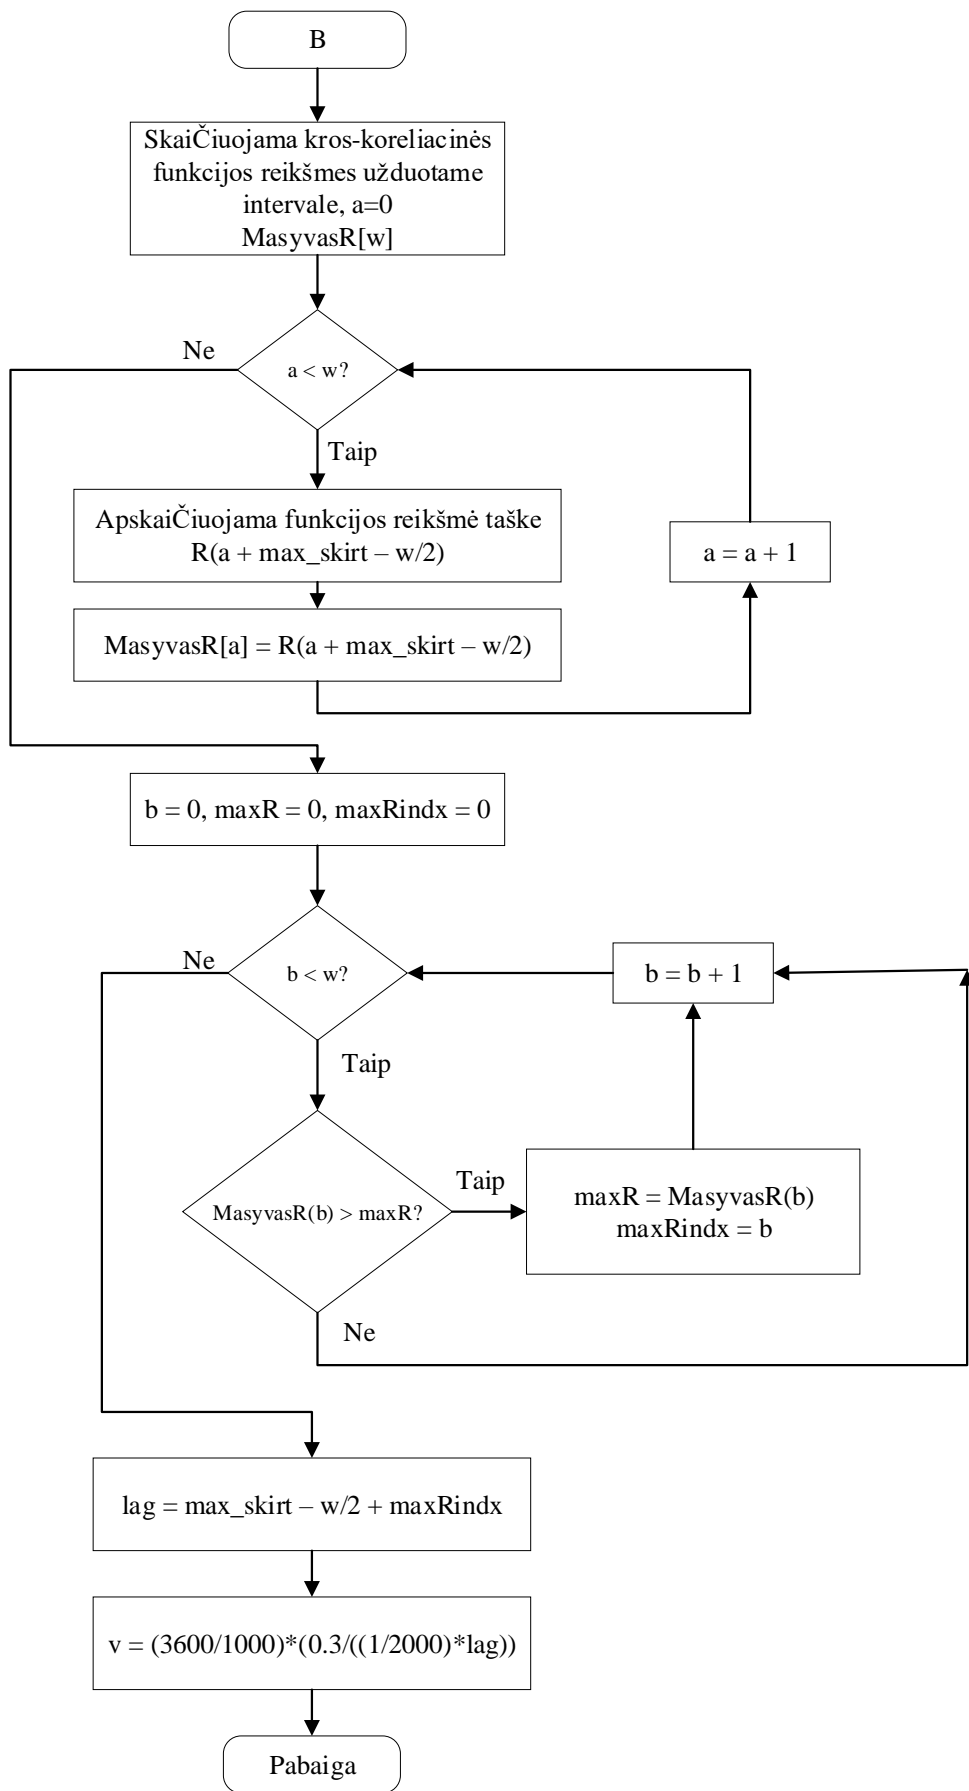 B
SkaiČiuojama kros-koreliacinės
funkcijos reikšmes užduotame
intervale, a=0
MasyvasR[w]
Ne
a < w?
Taip
ApskaiČiuojama funkcijos reikšmė taške
R(a + max_skirt – w/2)
a = a + 1
MasyvasR[a] = R(a + max_skirt – w/2)
b = 0, maxR = 0, maxRindx = 0
Ne
b < w?
b = b + 1
Taip
MasyvasR(b) > maxR?
Taip
maxR = MasyvasR(b)
maxRindx = b
Ne
lag = max_skirt – w/2 + maxRindx
v = (3600/1000)*(0.3/((1/2000)*lag))
Pabaiga